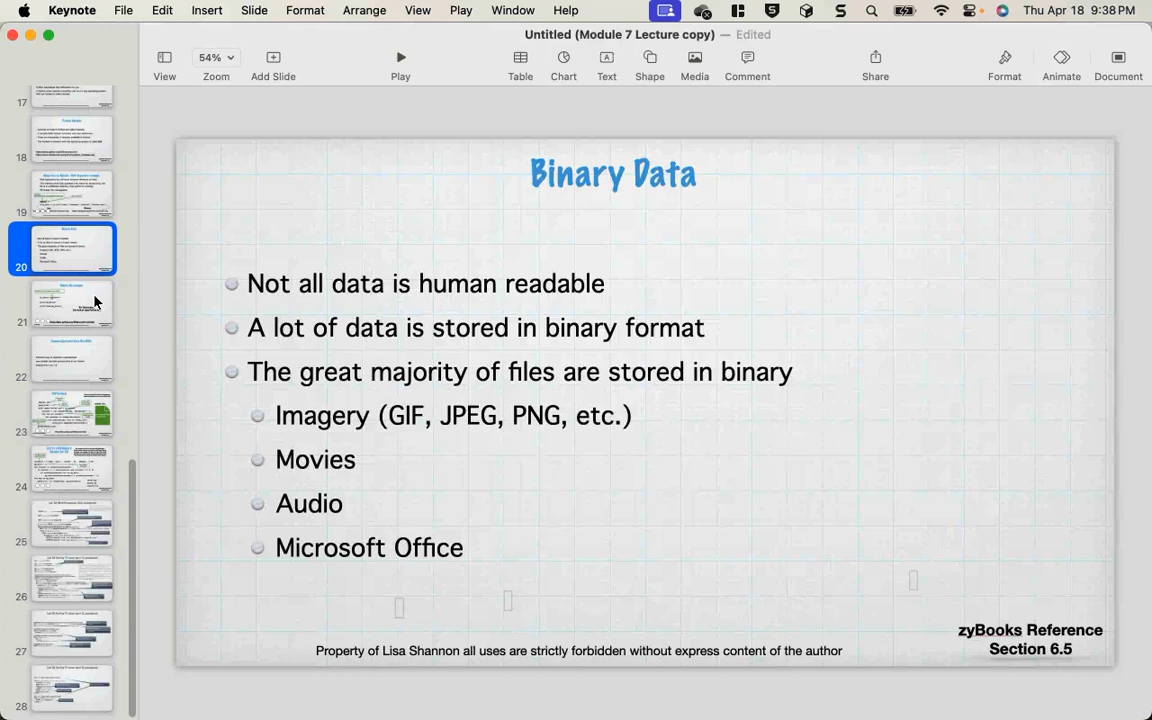 Keynote File Edit Insert Slide Format Arrange View Play Window Help Thu Apr 18 9:38 PM
Untitled (Module 7 Lecture copy) — Edited
54%
View Zoom Add Slide Play Table Chart Text Shape Media Comment Share Format Animate Document
17
18
19
20
21
22
23
24
25
26
27
28
Binary Data
Not all data is human readable
A lot of data is stored in binary format
The great majority of files are stored in binary
Imagery (GIF, JPEG, PNG, etc.)
Movies
Audio
Microsoft Office
zyBooks Reference
Section 6.5
Property of Lisa Shannon all uses are strictly forbidden without express content of the author